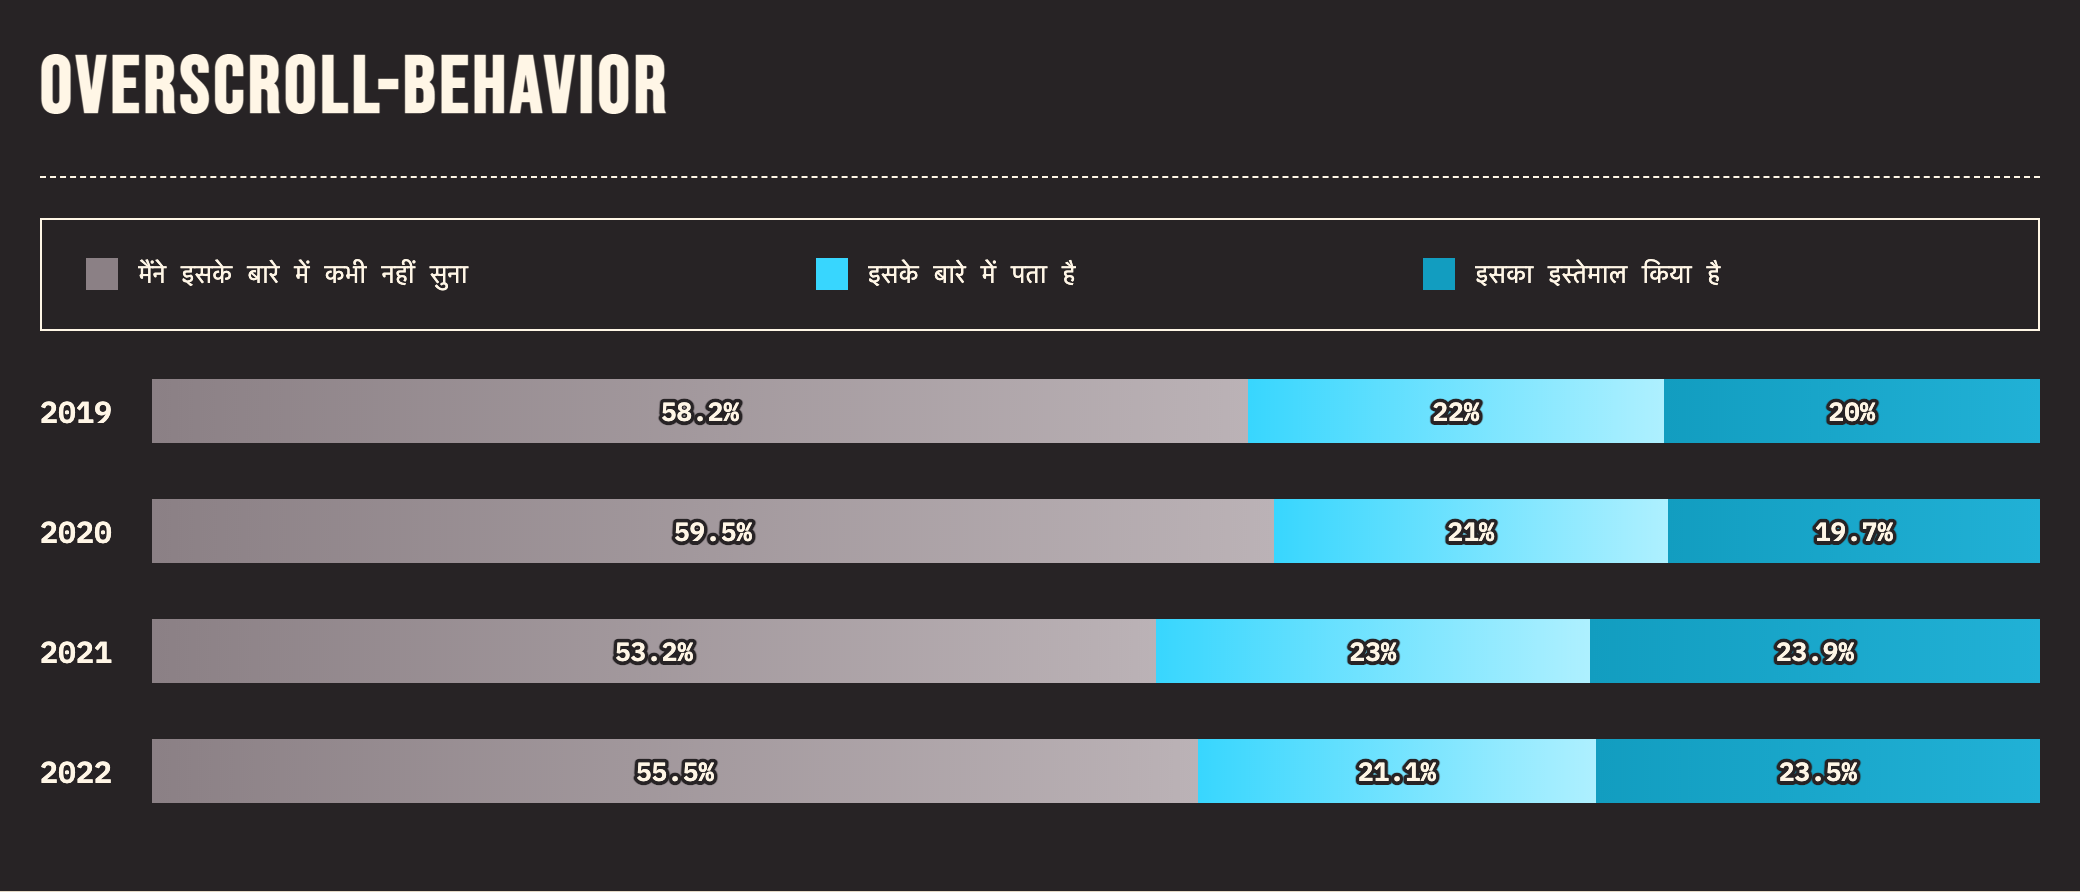 OVERSCROLL-BEHAVIOR
मैंने इसके बारे में कभी नहीं सुना इसके बारे में पता है इसका इस्तेमाल किया है
2019 58.2% 22% 20%
2020 59.5% 21% 19.7%
2021 53.2% 23% 23.9%
2022 55.5% 21.1% 23.5%